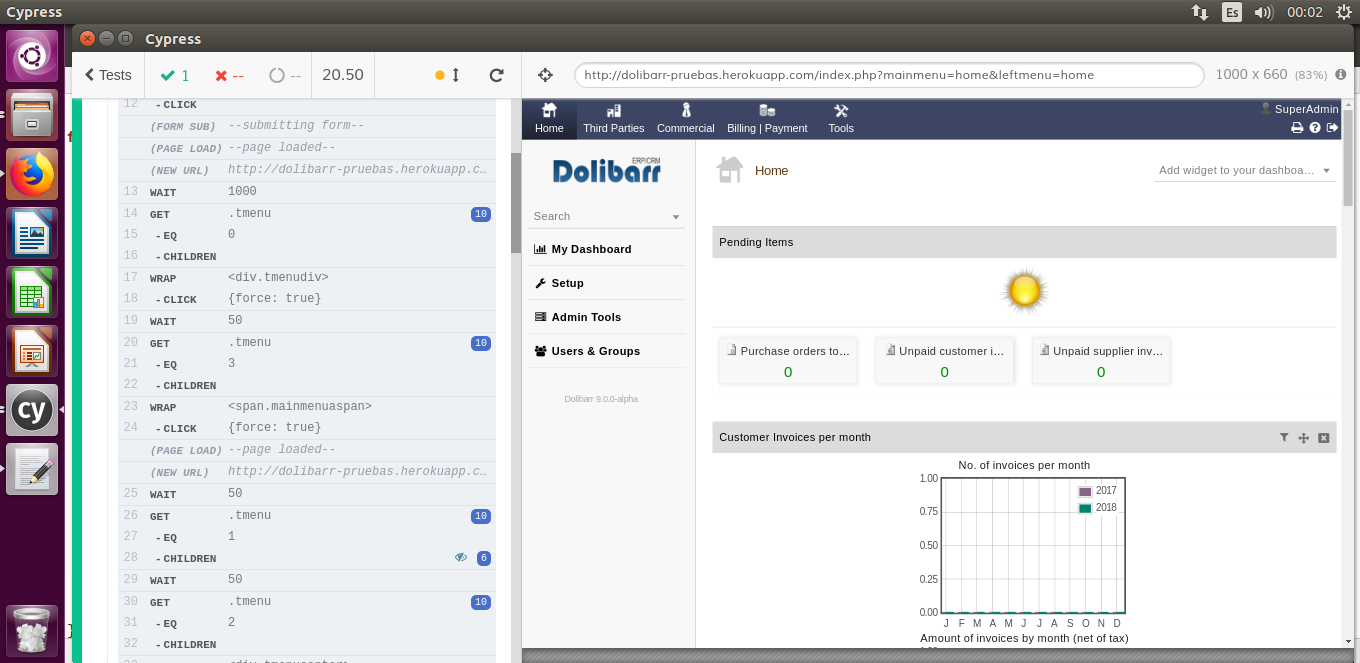 Cypress
Es
00:02
Cypress
Tests
1
--
--
20.50
http://dolibarr-pruebas.herokuapp.com/index.php?mainmenu=home&leftmenu=home
1000 x 660 (83%)
12 - CLICK
(FORM SUB) --submitting form--
(PAGE LOAD) --page loaded--
(NEW URL) http://dolibarr-pruebas.herokuapp.c…
13 WAIT 1000
14 GET .tmenu 10
15 - EQ 0
16 - CHILDREN
17 WRAP <div.tmenudiv>
18 - CLICK {force: true}
19 WAIT 50
20 GET .tmenu 10
21 - EQ 3
22 - CHILDREN
23 WRAP <span.mainmenuaspan>
24 - CLICK {force: true}
(PAGE LOAD) --page loaded--
(NEW URL) http://dolibarr-pruebas.herokuapp.c…
25 WAIT 50
26 GET .tmenu 10
27 - EQ 1
28 - CHILDREN 6
29 WAIT 50
30 GET .tmenu 10
31 - EQ 2
32 - CHILDREN
Home
Third Parties
Commercial
Billing | Payment
Tools
SuperAdmin
Dolibarr ERP/CRM
Search
My Dashboard
Setup
Admin Tools
Users & Groups
Dolibarr 9.0.0-alpha
Home
Add widget to your dashboa…
Pending Items
Purchase orders to…
0
Unpaid customer i…
0
Unpaid supplier inv…
0
Customer Invoices per month
No. of invoices per month
1.00
0.75
0.50
0.25
0.00
2017
2018
J F M A M J J A S O N D
Amount of invoices by month (net of tax)
cy